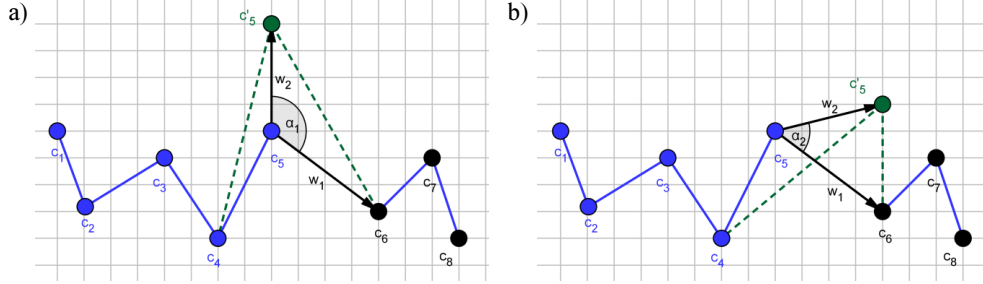 a)
c'₅
w₂
α₁
c₁
c₅
c₃
w₁
c₇
c₂
c₆
c₄
c₈
b)
c'₅
w₂
c₁
α₂
c₅
c₃
w₁
c₇
c₂
c₆
c₄
c₈